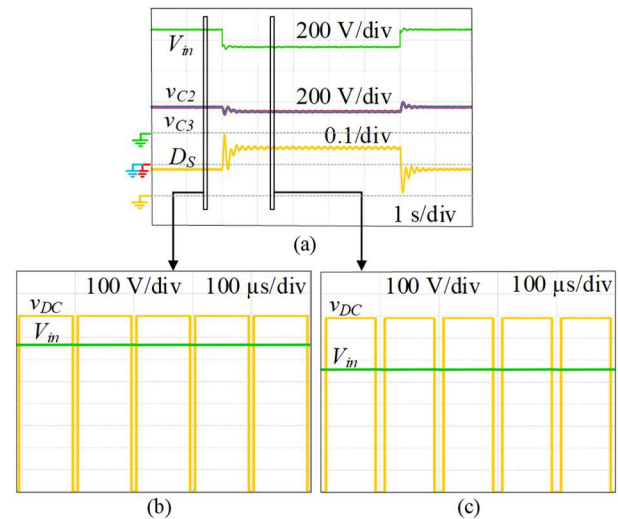 V_in 200 V/div
v_C2 200 V/div
v_C3 0.1/div
D_S
1 s/div
(a)
100 V/div 100 μs/div
v_DC
V_in
(b)
100 V/div 100 μs/div
v_DC
V_in
(c)